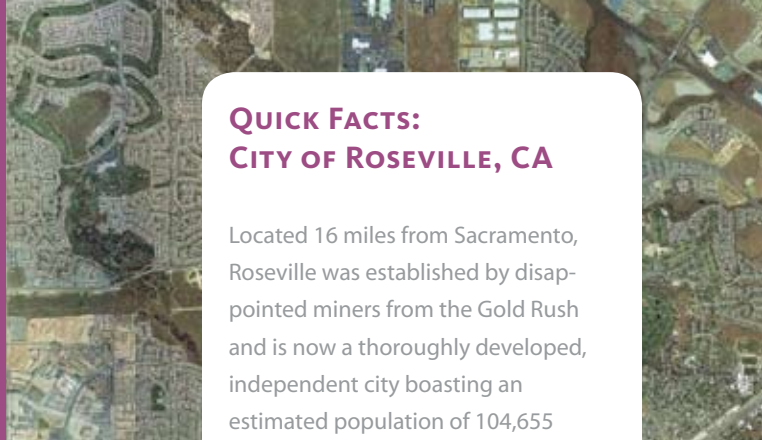 Quick Facts:
City of Roseville, CA
Located 16 miles from Sacramento,
Roseville was established by disap-
pointed miners from the Gold Rush
and is now a thoroughly developed,
independent city boasting an
estimated population of 104,655